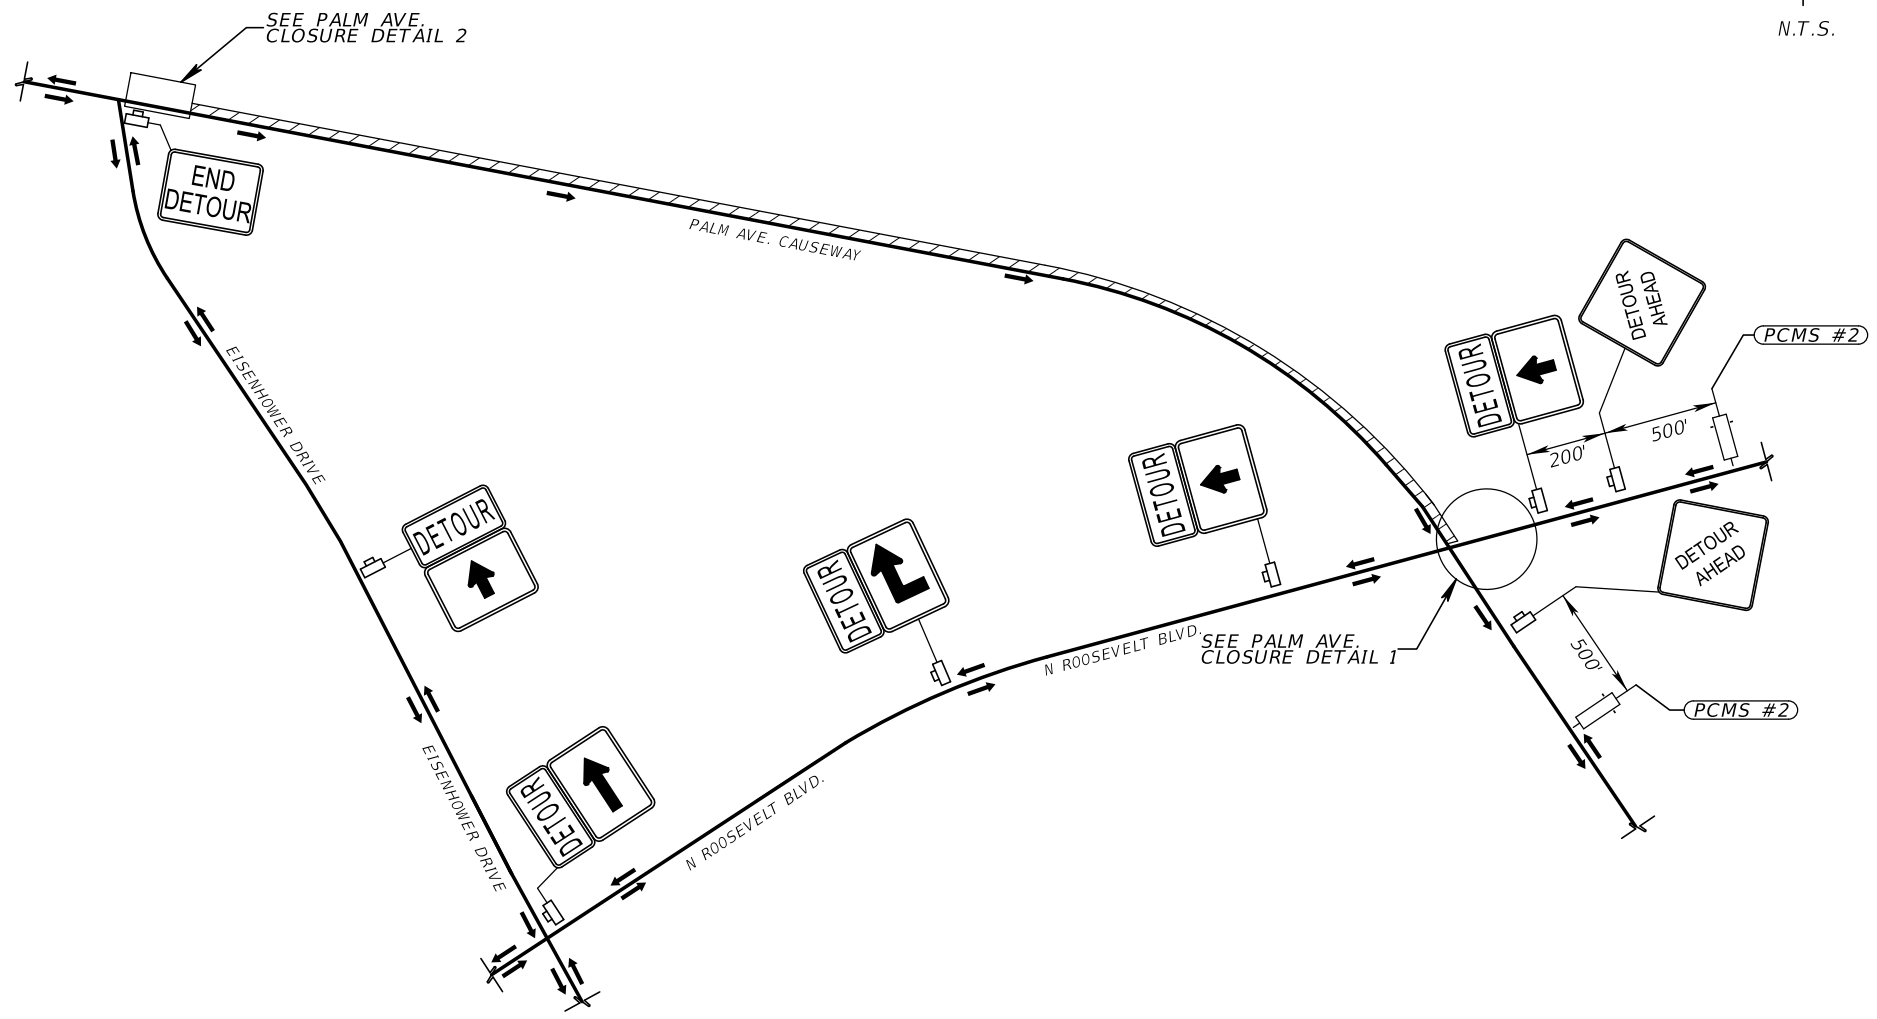 SEE PALM AVE.
CLOSURE DETAIL 2
N.T.S.
END
DETOUR
PALM AVE. CAUSEWAY
DETOUR
AHEAD
PCMS #2
DETOUR
500'
200'
EISENHOWER DRIVE
DETOUR
DETOUR
DETOUR
DETOUR
AHEAD
SEE PALM AVE.
CLOSURE DETAIL 1
N ROOSEVELT BLVD.
500'
PCMS #2
EISENHOWER DRIVE
DETOUR
N ROOSEVELT BLVD.